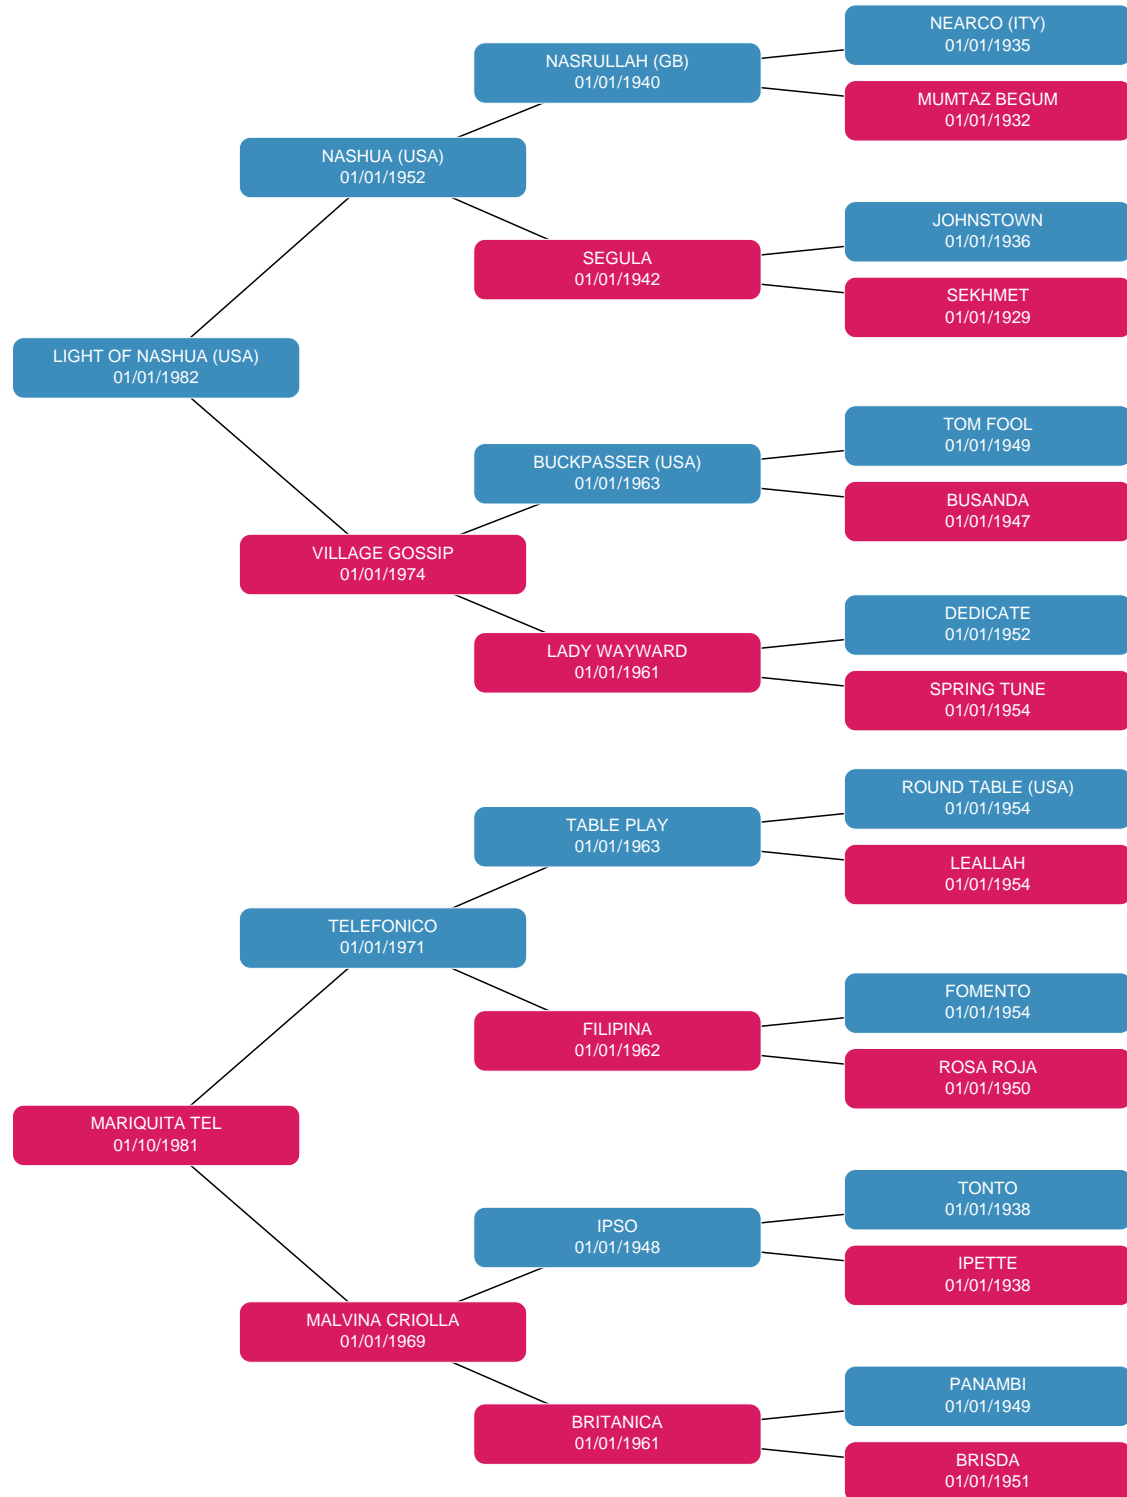 NEARCO (ITY)
01/01/1935
NASRULLAH (GB)
01/01/1940
MUMTAZ BEGUM
01/01/1932
NASHUA (USA)
01/01/1952
JOHNSTOWN
01/01/1936
SEGULA
01/01/1942
SEKHMET
01/01/1929
LIGHT OF NASHUA (USA)
01/01/1982
TOM FOOL
01/01/1949
BUCKPASSER (USA)
01/01/1963
BUSANDA
01/01/1947
VILLAGE GOSSIP
01/01/1974
DEDICATE
01/01/1952
LADY WAYWARD
01/01/1961
SPRING TUNE
01/01/1954
ROUND TABLE (USA)
01/01/1954
TABLE PLAY
01/01/1963
LEALLAH
01/01/1954
TELEFONICO
01/01/1971
FOMENTO
01/01/1954
FILIPINA
01/01/1962
ROSA ROJA
01/01/1950
MARIQUITA TEL
01/10/1981
TONTO
01/01/1938
IPSO
01/01/1948
IPETTE
01/01/1938
MALVINA CRIOLLA
01/01/1969
PANAMBI
01/01/1949
BRITANICA
01/01/1961
BRISDA
01/01/1951